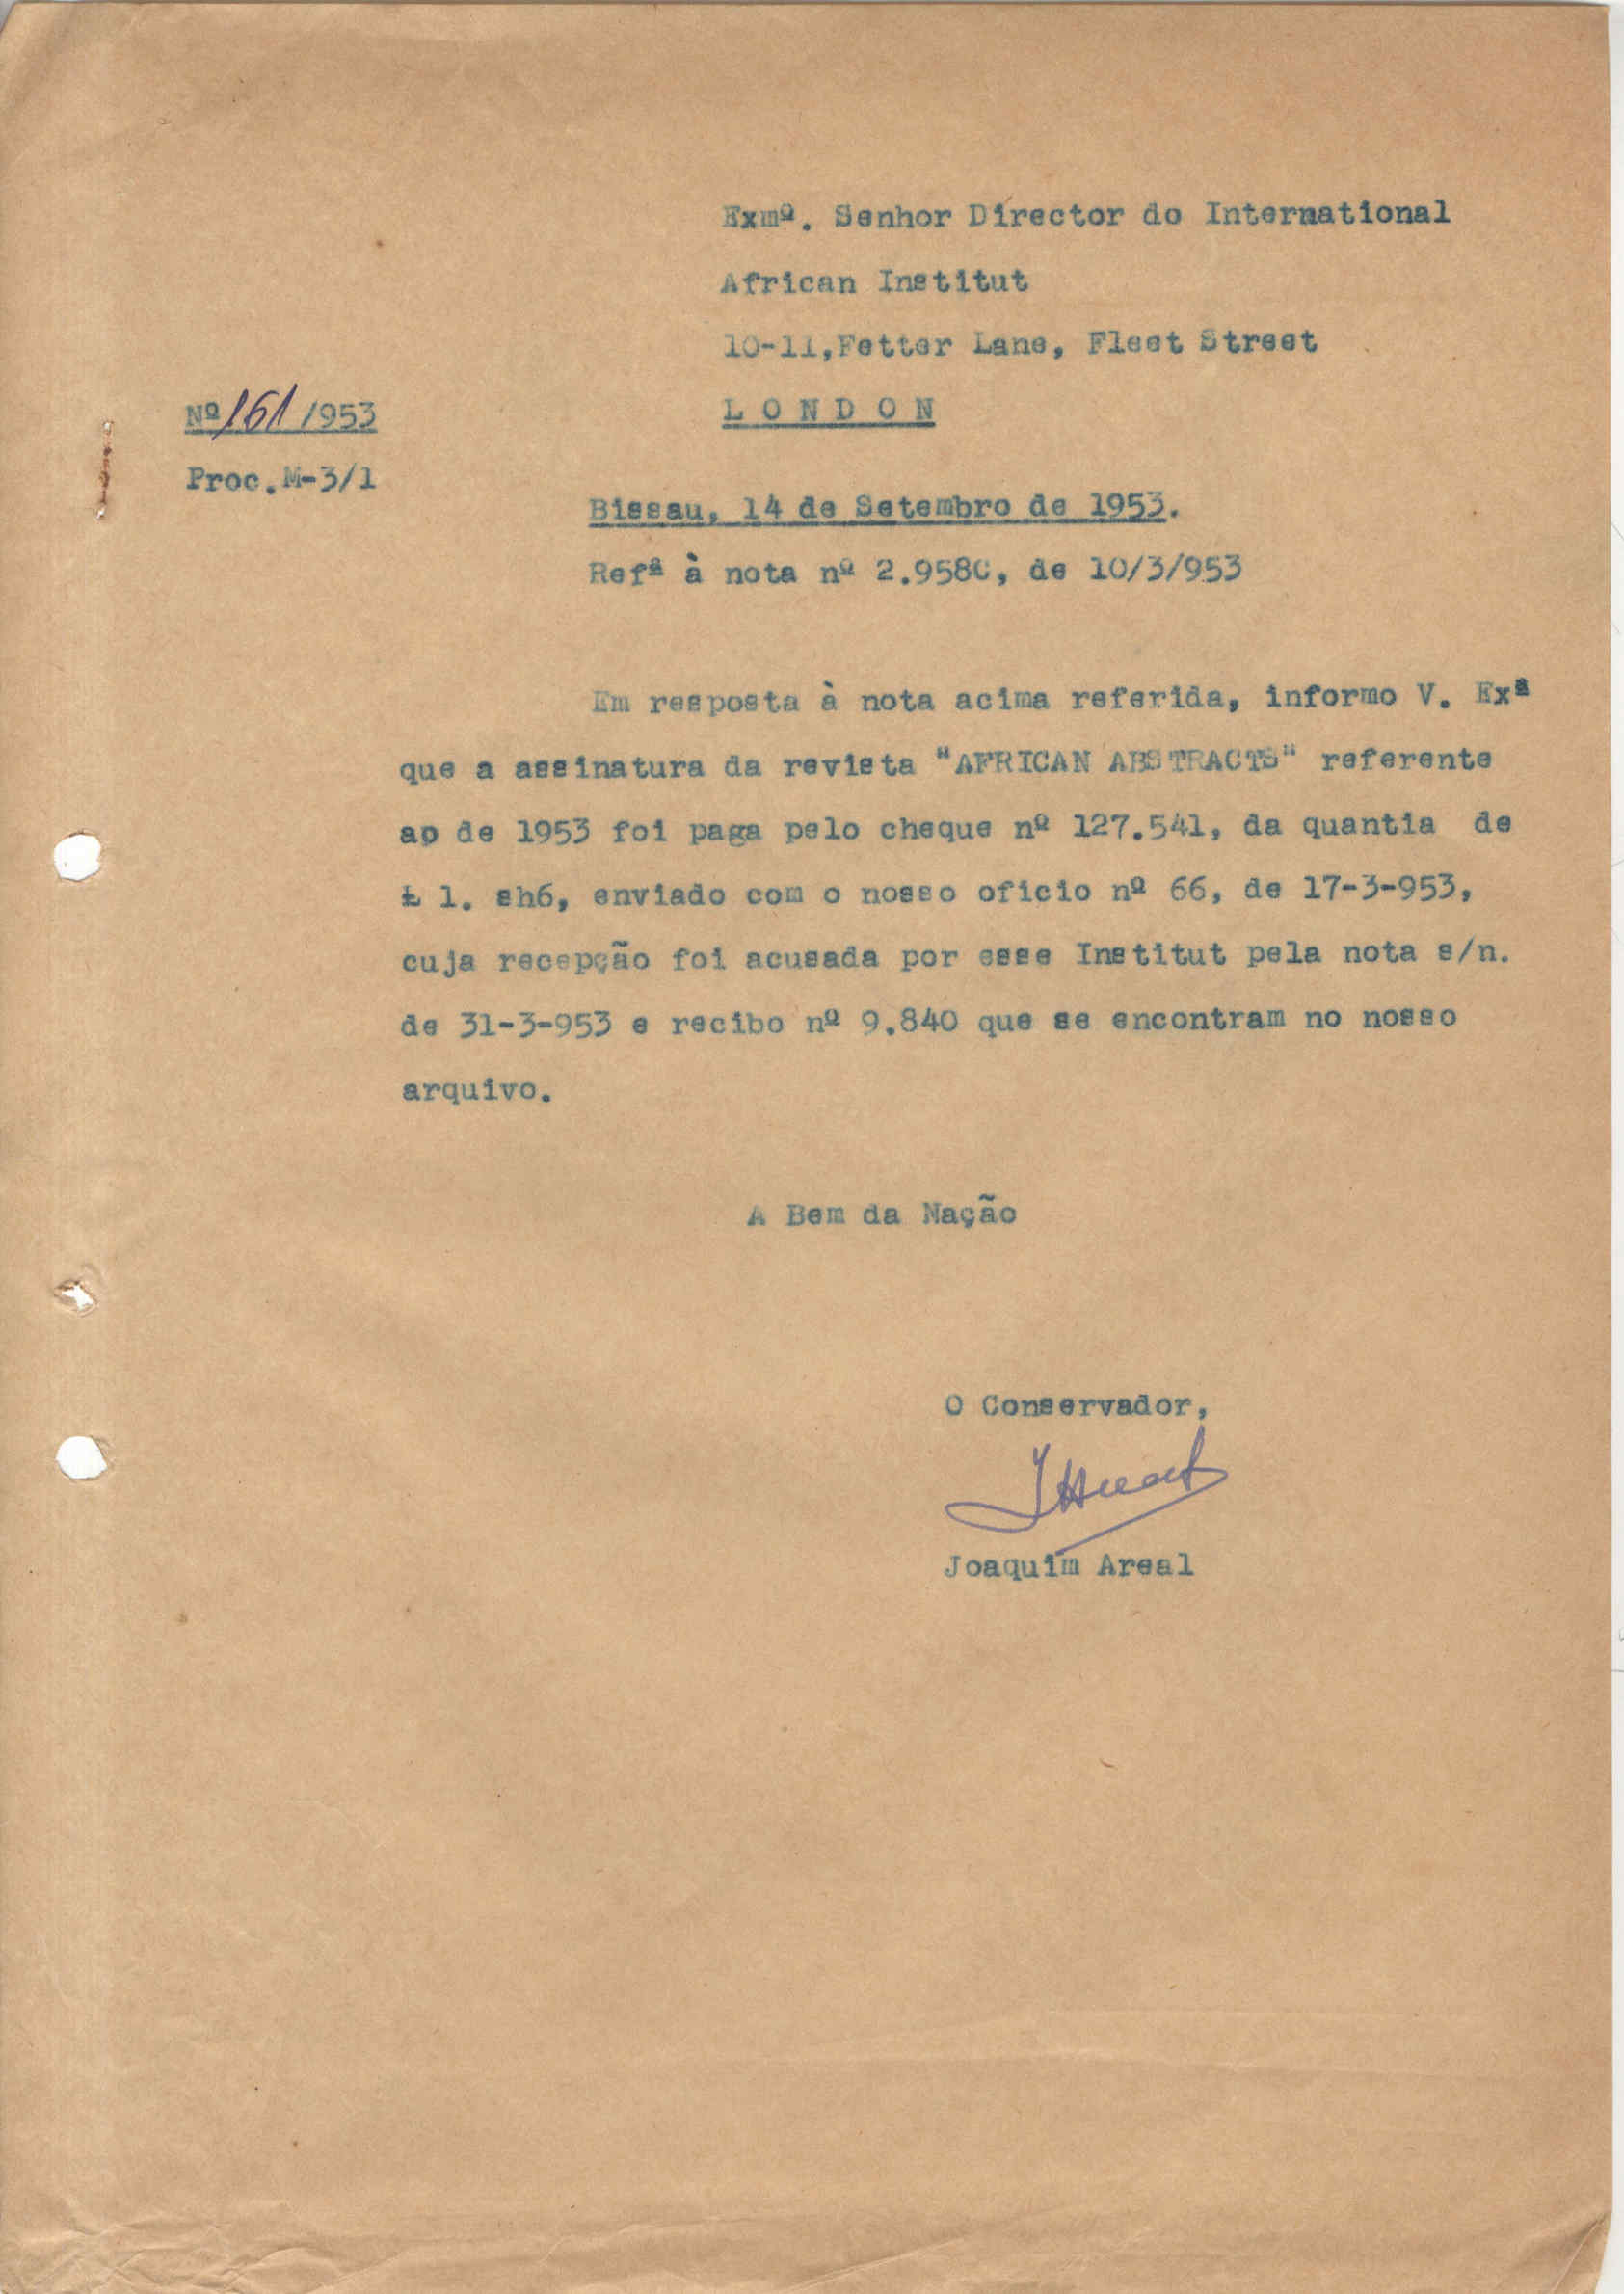 Exmº. Senhor Director do International
African Institut
10-11,Fetter Lane, Fleet Street
LONDON
Nº161/1953
Proc.M-3/1
Bissau, 14 de Setembro de 1953.
Refª à nota nº 2.958C, de 10/3/953
Em resposta à nota acima referida, informo V. Exª
que a assinatura da revista "AFRICAN ABSTRACTS" referente
ao de 1953 foi paga pelo cheque nº 127.541, da quantia de
£ 1. sh6, enviado com o nosso oficio nº 66, de 17-3-953,
cuja recepção foi acusada por esse Institut pela nota s/n.
de 31-3-953 e recibo nº 9.840 que se encontram no nosso
arquivo.
A Bem da Nação
O Conservador,
Joaquim Areal